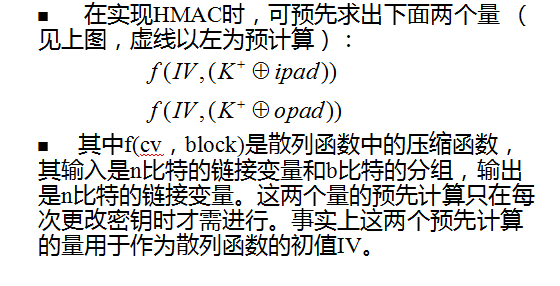 ■ 在实现HMAC时，可预先求出下面两个量 （
见上图，虚线以左为预计算）：
f(IV,(K⁺ ⊕ ipad))
f(IV,(K⁺ ⊕ opad))
■ 其中f(cv，block)是散列函数中的压缩函数，
其输入是n比特的链接变量和b比特的分组，输出
是n比特的链接变量。这两个量的预先计算只在每
次更改密钥时才需进行。事实上这两个预先计算
的量用于作为散列函数的初值IV。